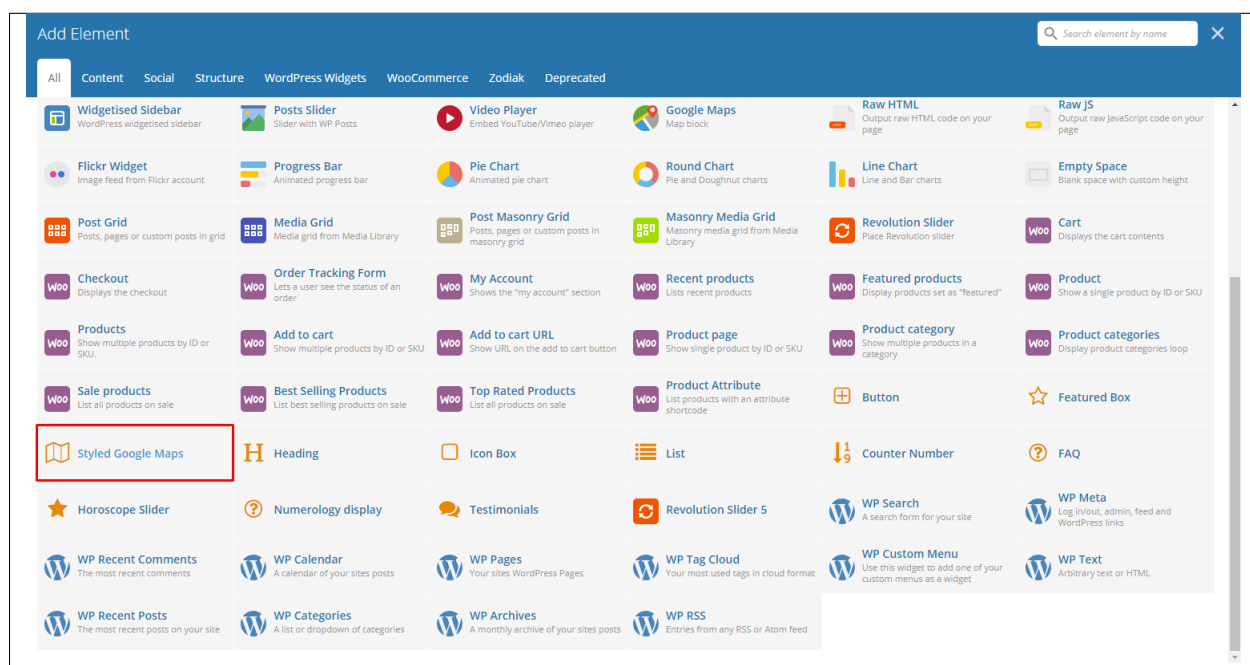 Add Element
Search element by name
All Content Social Structure WordPress Widgets WooCommerce Zodiak Deprecated
Widgetised Sidebar
WordPress widgetised sidebar
Posts Slider
Slider with WP Posts
Video Player
Embed YouTube/Vimeo player
Google Maps
Map block
Raw HTML
Output raw HTML code on your
page
Raw JS
Output raw JavaScript code on your
page
Flickr Widget
Image feed from Flickr account
Progress Bar
Animated progress bar
Pie Chart
Animated pie chart
Round Chart
Pie and Doughnut charts
Line Chart
Line and Bar charts
Empty Space
Blank space with custom height
Post Grid
Posts, pages or custom posts in grid
Media Grid
Media grid from Media Library
Post Masonry Grid
Posts, pages or custom posts in
masonry grid
Masonry Media Grid
Masonry media grid from Media
Library
Revolution Slider
Place Revolution slider
Woo
Cart
Displays the cart contents
Woo
Checkout
Displays the checkout
Woo
Order Tracking Form
Lets a user see the status of an
order
Woo
My Account
Shows the "my account" section
Woo
Recent products
Lists recent products
Woo
Featured products
Display products set as "featured"
Woo
Product
Show a single product by ID or SKU
Woo
Products
Show multiple products by ID or
SKU.
Woo
Add to cart
Show multiple products by ID or SKU
Woo
Add to cart URL
Show URL on the add to cart button
Woo
Product page
Show single product by ID or SKU
Woo
Product category
Show multiple products in a
category
Woo
Product categories
Display product categories loop
Woo
Sale products
List all products on sale
Woo
Best Selling Products
List best selling products on sale
Woo
Top Rated Products
List all products on sale
Woo
Product Attribute
List products with an attribute
shortcode
Button
Featured Box
Styled Google Maps
H Heading
Icon Box
List
1
9
Counter Number
? FAQ
Horoscope Slider
? Numerology display
Testimonials
Revolution Slider 5
WP Search
A search form for your site
WP Meta
Log in/out, admin, feed and
WordPress links
WP Recent Comments
The most recent comments
WP Calendar
A calendar of your sites posts
WP Pages
Your sites WordPress Pages
WP Tag Cloud
Your most used tags in cloud format
WP Custom Menu
Use this widget to add one of your
custom menus as a widget
WP Text
Arbitrary text or HTML
WP Recent Posts
The most recent posts on your site
WP Categories
A list or dropdown of categories
WP Archives
A monthly archive of your sites posts
WP RSS
Entries from any RSS or Atom feed